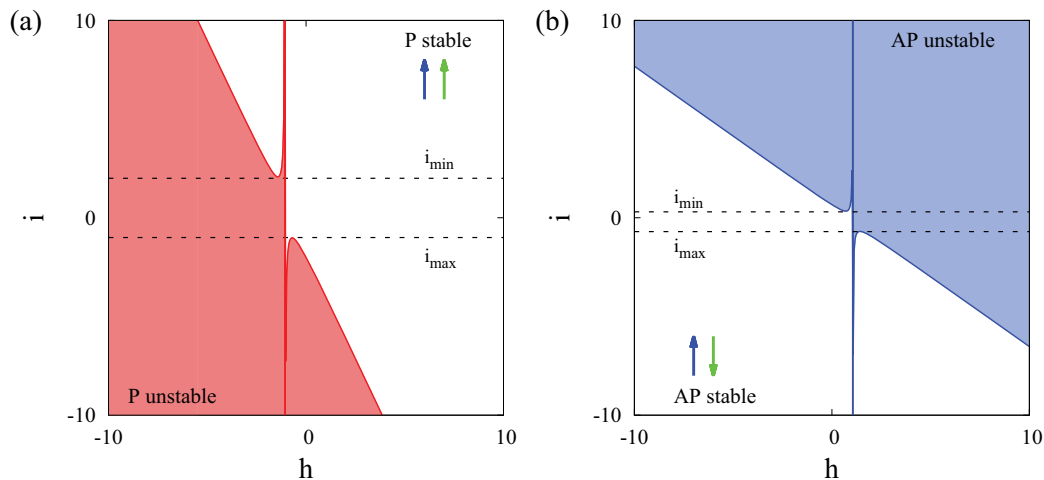 (a)
10
P stable
i_min
i
0
i_max
P unstable
-10
-10
0
10
h
(b)
10
AP unstable
i_min
i
0
i_max
AP stable
-10
-10
0
10
h